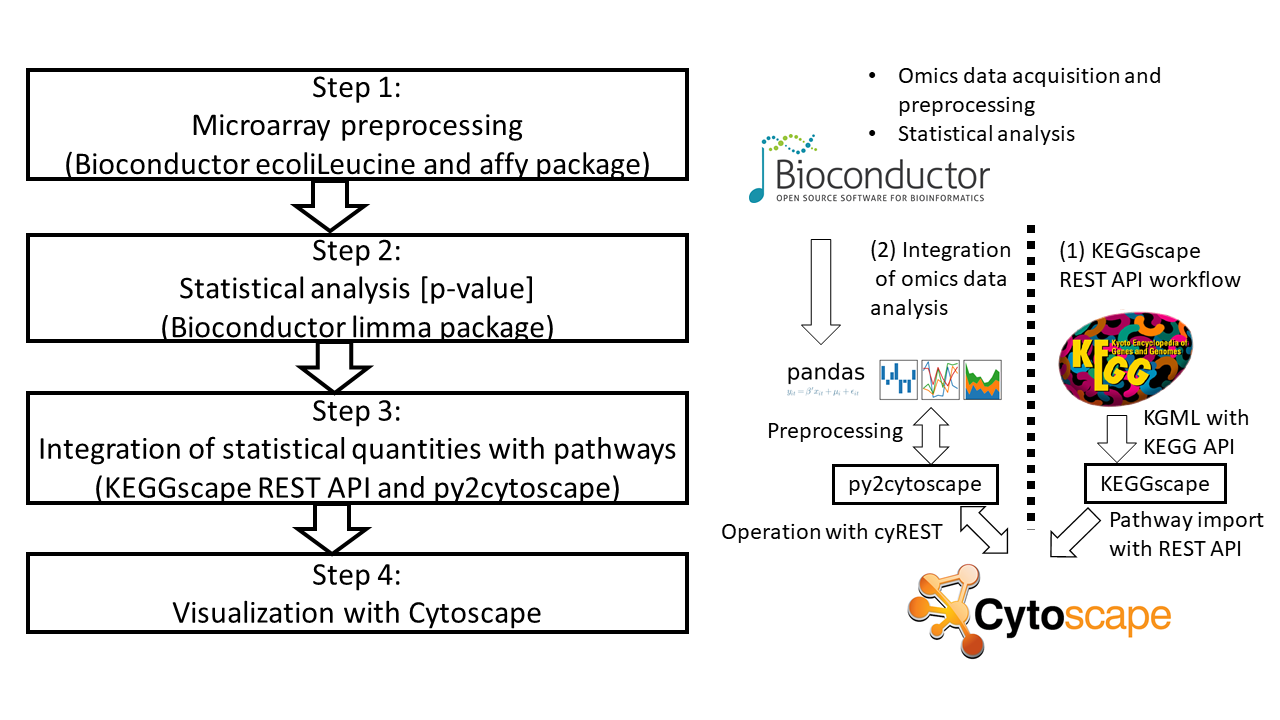 Step 1:
Microarray preprocessing
(Bioconductor ecoliLeucine and affy package)
Step 2:
Statistical analysis [p-value]
(Bioconductor limma package)
Step 3:
Integration of statistical quantities with pathways
(KEGGscape REST API and py2cytoscape)
Step 4:
Visualization with Cytoscape
• Omics data acquisition and
preprocessing
• Statistical analysis
Bioconductor
OPEN SOURCE SOFTWARE FOR BIOINFORMATICS
(2) Integration
of omics data
analysis
(1) KEGGscape
REST API workflow
pandas
y_{it} = β'x_{it} + μ_i + ε_{it}
Kyoto Encyclopedia of
Genes and Genomes
KEGG
Preprocessing
KGML with
KEGG API
py2cytoscape
KEGGscape
Operation with cyREST
Pathway import
with REST API
Cytoscape